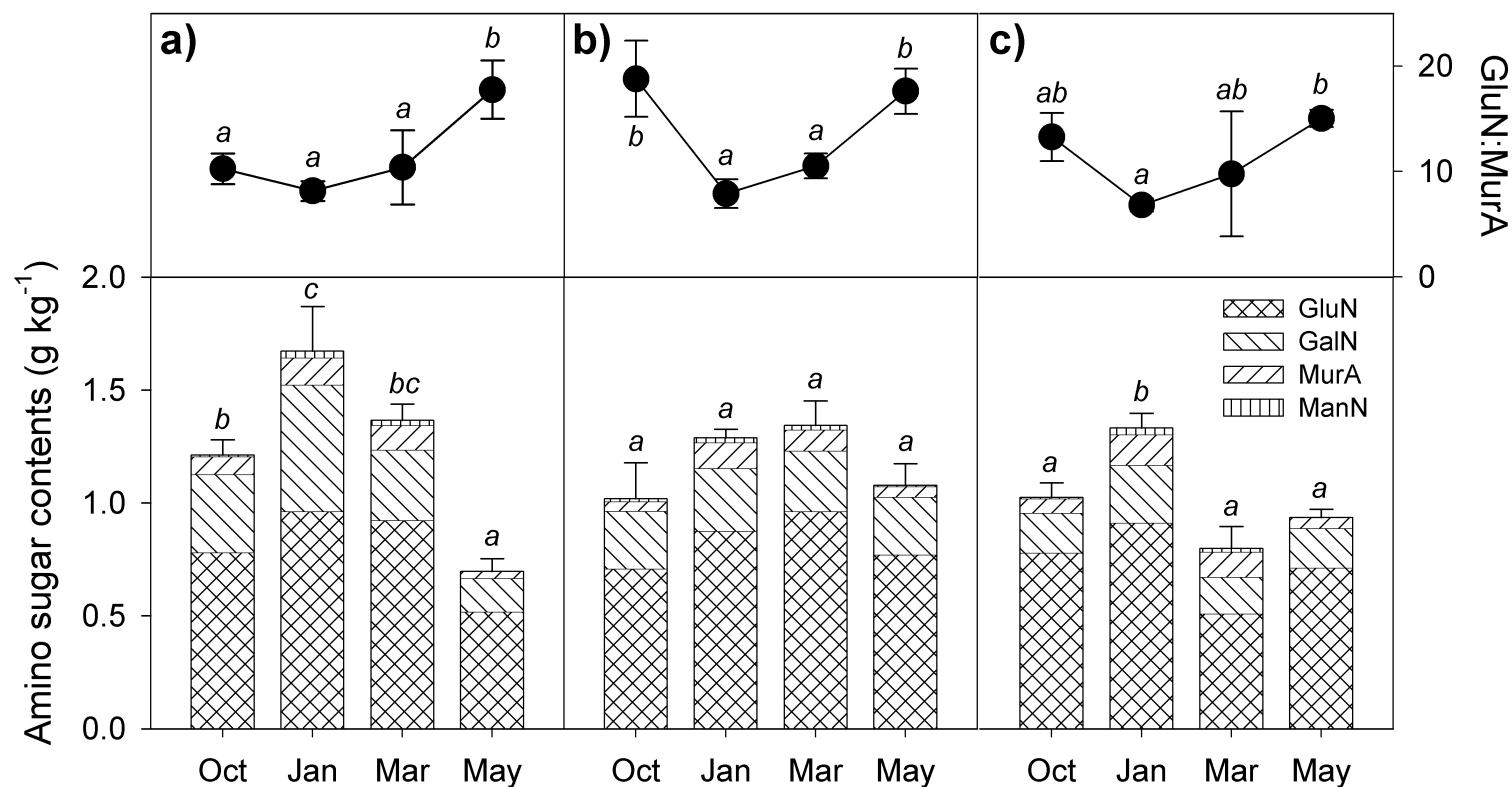 a)
b)
c)
b
b
a
a
a
b
a
a
ab
a
ab
b
20
10
0
GluN:MurA
2.0
1.5
1.0
0.5
0.0
Amino sugar contents (g kg⁻¹)
b
c
bc
a
a
a
a
a
a
b
a
a
GluN
GalN
MurA
ManN
Oct Jan Mar May
Oct Jan Mar May
Oct Jan Mar May